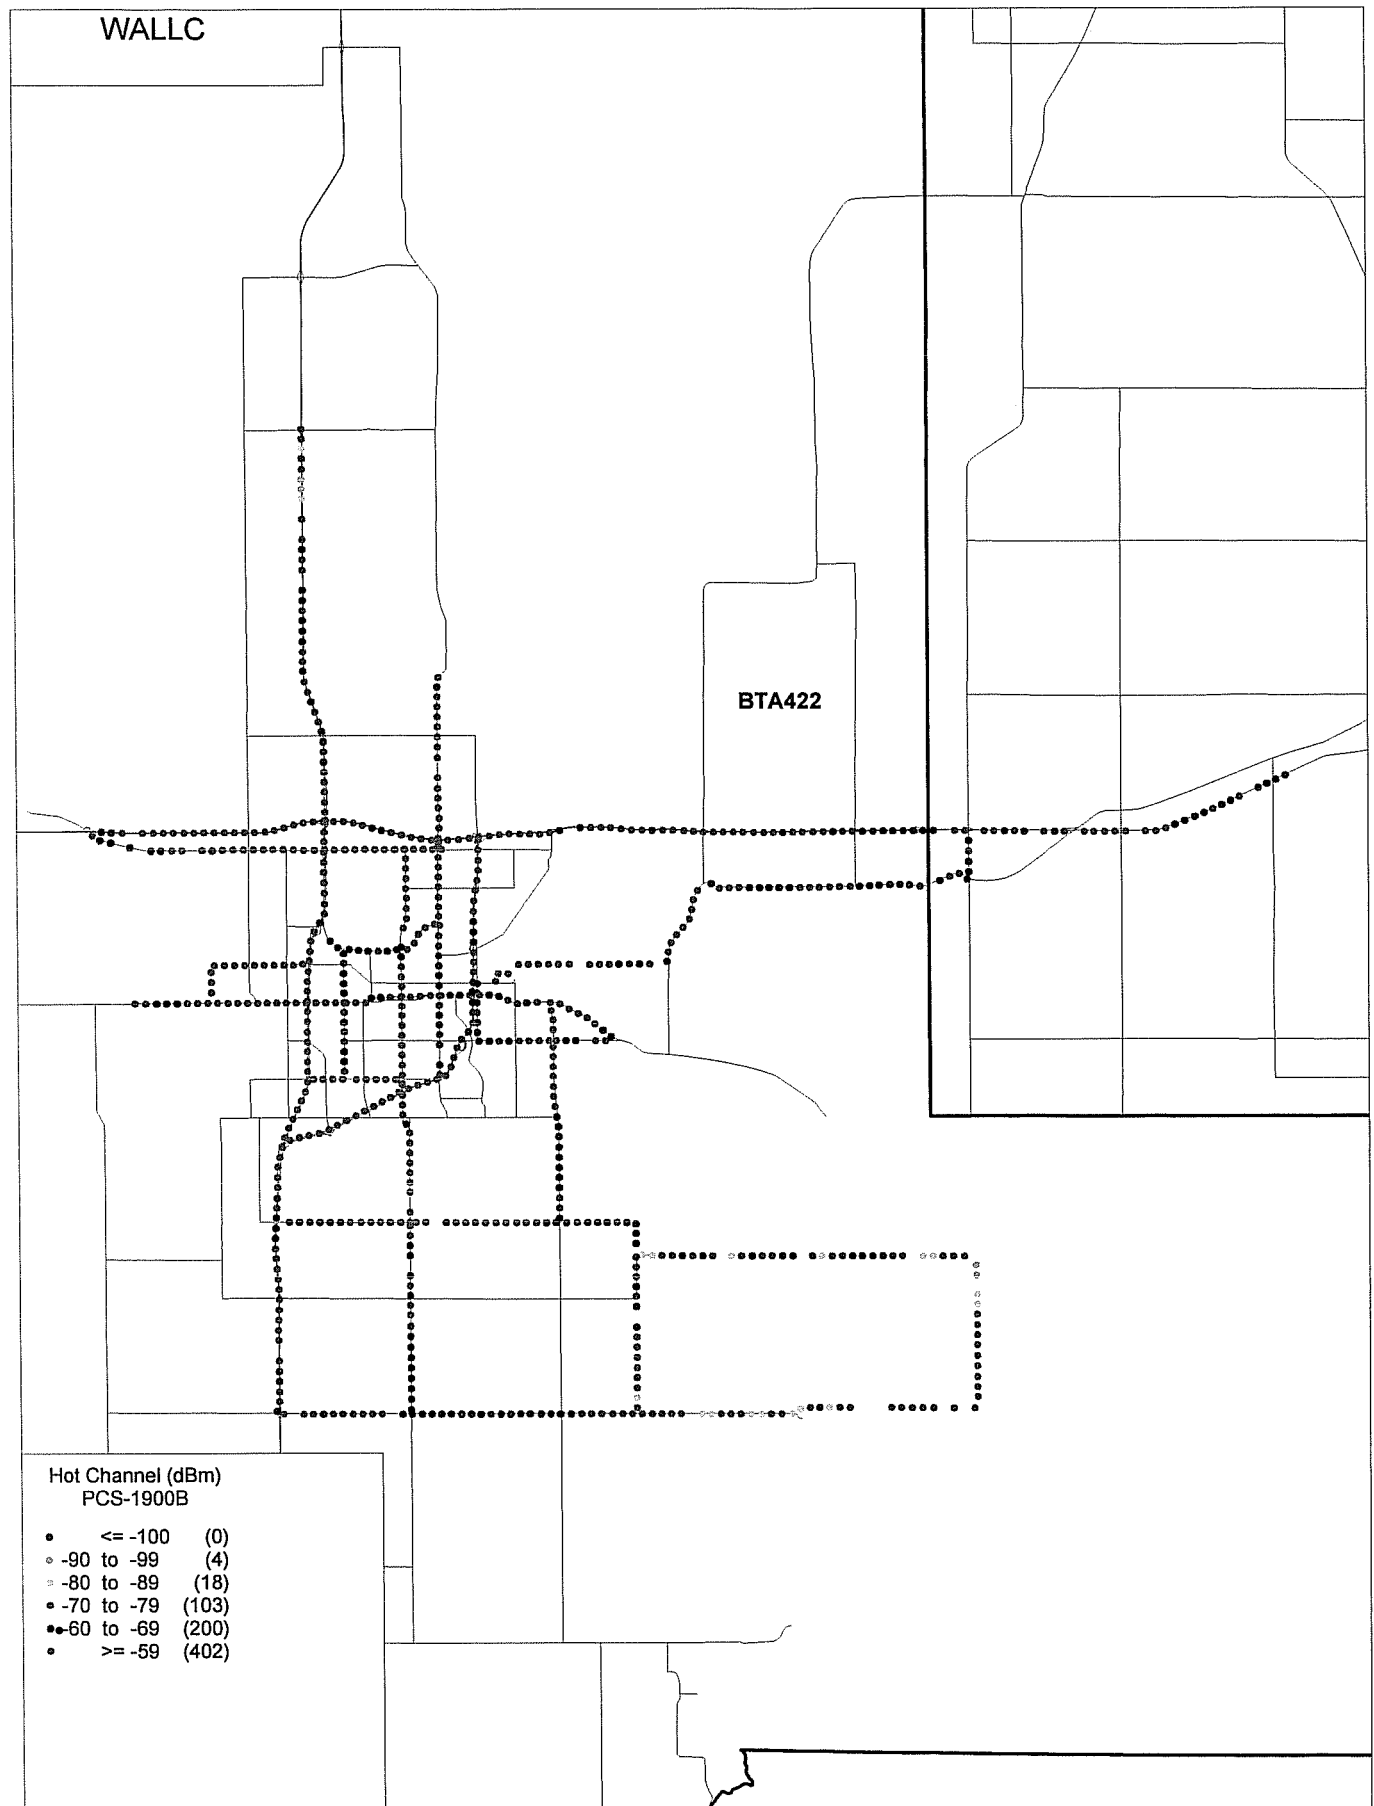 WALLC
BTA422
Hot Channel (dBm)
PCS-1900B
<= -100 (0)
-90 to -99 (4)
-80 to -89 (18)
-70 to -79 (103)
-60 to -69 (200)
>= -59 (402)